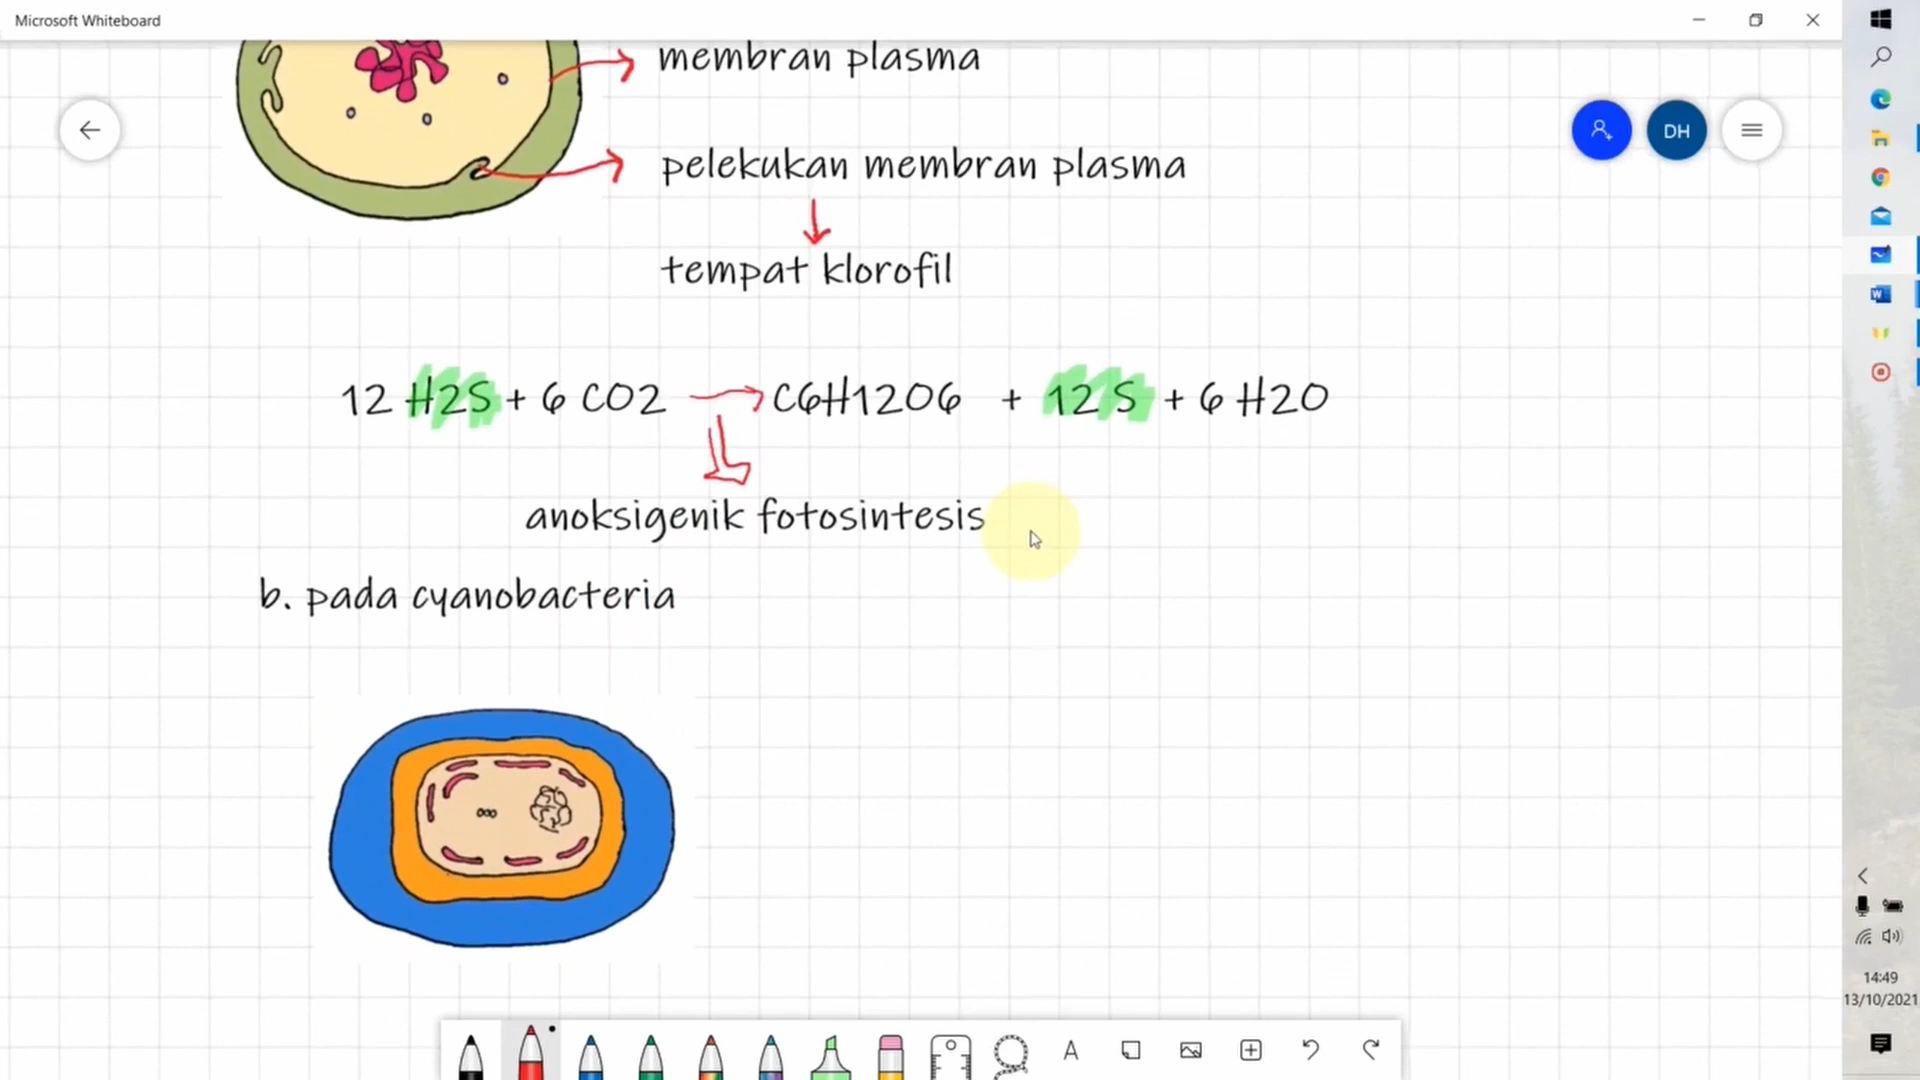 Microsoft Whiteboard
membran plasma
DH
pelekukan membran plasma
tempat klorofil
12 H2S + 6 CO2 → C6H12O6 + 12 S + 6 H2O
anoksigenik fotosintesis
b. pada cyanobacteria
14:49
13/10/2021